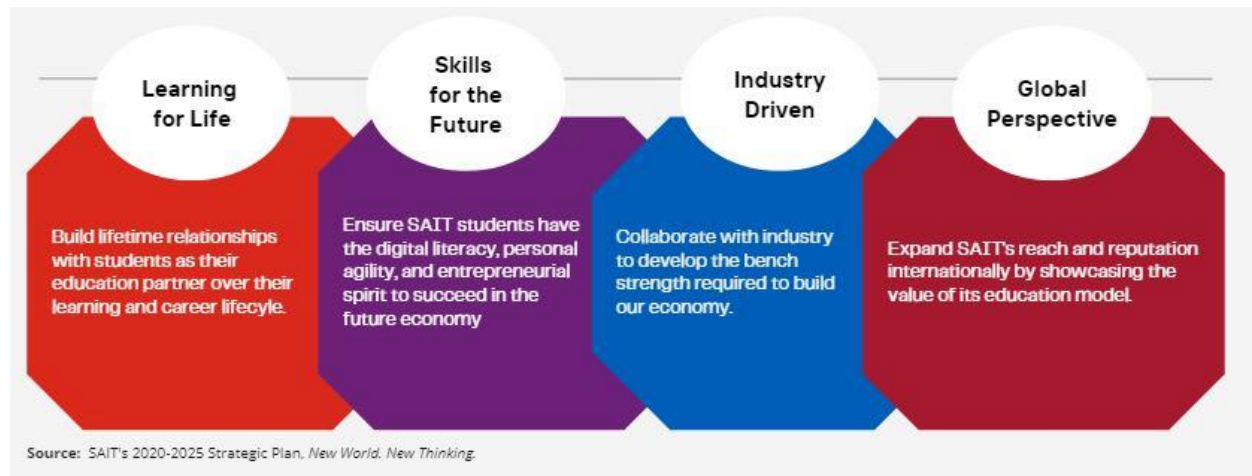 Learning
for Life
Build lifetime relationships
with students as their
education partner over their
learning and career lifecyle.
Skills
for the
Future
Ensure SAIT students have
the digital literacy, personal
agility, and entrepreneurial
spirit to succeed in the
future economy
Industry
Driven
Collaborate with industry
to develop the bench
strength required to build
our economy.
Global
Perspective
Expand SAIT's reach and reputation
internationally by showcasing the
value of its education model.
Source: SAIT's 2020-2025 Strategic Plan, New World. New Thinking.